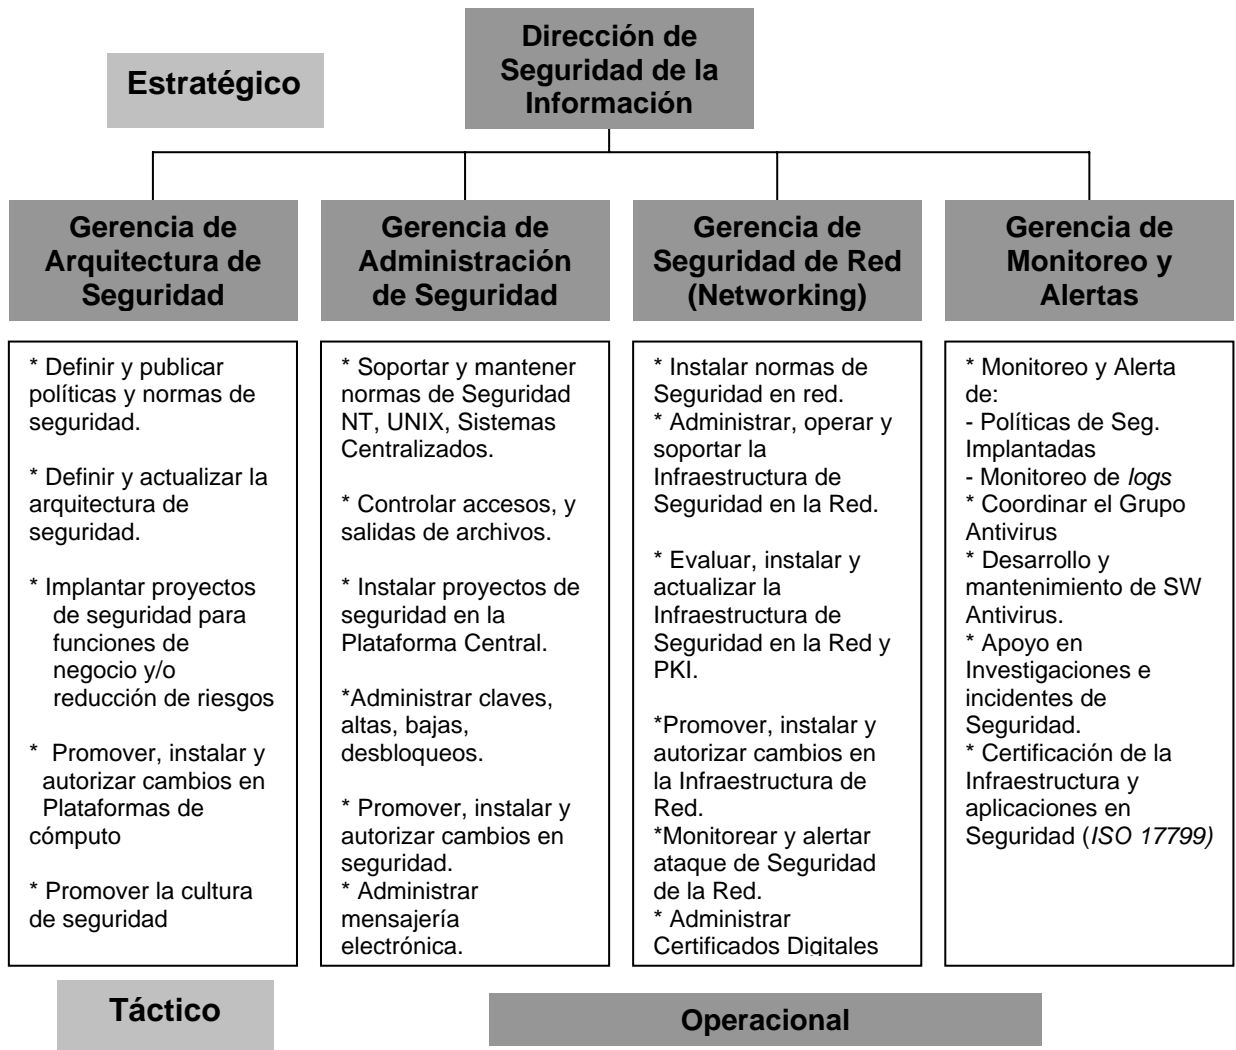 Dirección de
Seguridad de la
Información
Estratégico
Gerencia de
Arquitectura de
Seguridad
Gerencia de
Administración
de Seguridad
Gerencia de
Seguridad de Red
(Networking)
Gerencia de
Monitoreo y
Alertas
* Definir y publicar
políticas y normas de
seguridad.
* Definir y actualizar la
arquitectura de
seguridad.
* Implantar proyectos
de seguridad para
funciones de
negocio y/o
reducción de riesgos
* Promover, instalar y
autorizar cambios en
Plataformas de
cómputo
* Promover la cultura
de seguridad
* Soportar y mantener
normas de Seguridad
NT, UNIX, Sistemas
Centralizados.
* Controlar accesos, y
salidas de archivos.
* Instalar proyectos de
seguridad en la
Plataforma Central.
*Administrar claves,
altas, bajas,
desbloqueos.
* Promover, instalar y
autorizar cambios en
seguridad.
* Administrar
mensajería
electrónica.
* Instalar normas de
Seguridad en red.
* Administrar, operar y
soportar la
Infraestructura de
Seguridad en la Red.
* Evaluar, instalar y
actualizar la
Infraestructura de
Seguridad en la Red y
PKI.
*Promover, instalar y
autorizar cambios en
la Infraestructura de
Red.
*Monitorear y alertar
ataque de Seguridad
de la Red.
* Administrar
Certificados Digitales
* Monitoreo y Alerta
de:
- Políticas de Seg.
Implantadas
- Monitoreo de logs
* Coordinar el Grupo
Antivirus
* Desarrollo y
mantenimiento de SW
Antivirus.
* Apoyo en
Investigaciones e
incidentes de
Seguridad.
* Certificación de la
Infraestructura y
aplicaciones en
Seguridad (ISO 17799)
Táctico
Operacional